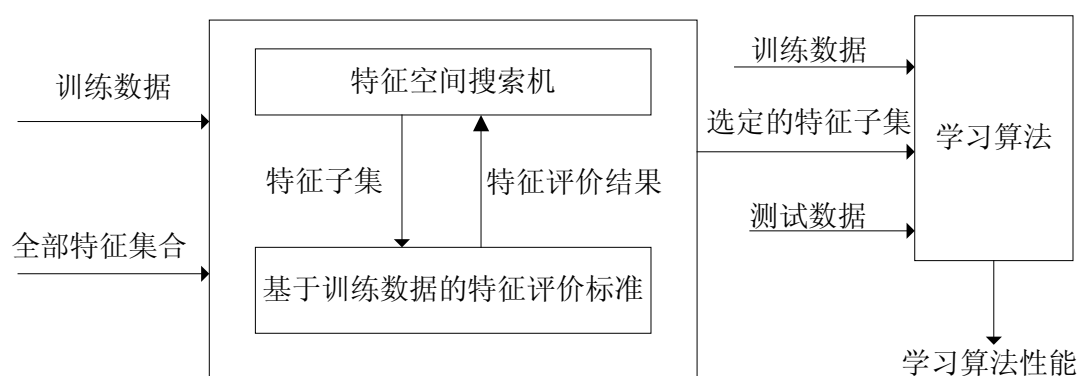 训练数据
全部特征集合
特征空间搜索机
特征子集
特征评价结果
基于训练数据的特征评价标准
训练数据
选定的特征子集
测试数据
学习算法
学习算法性能